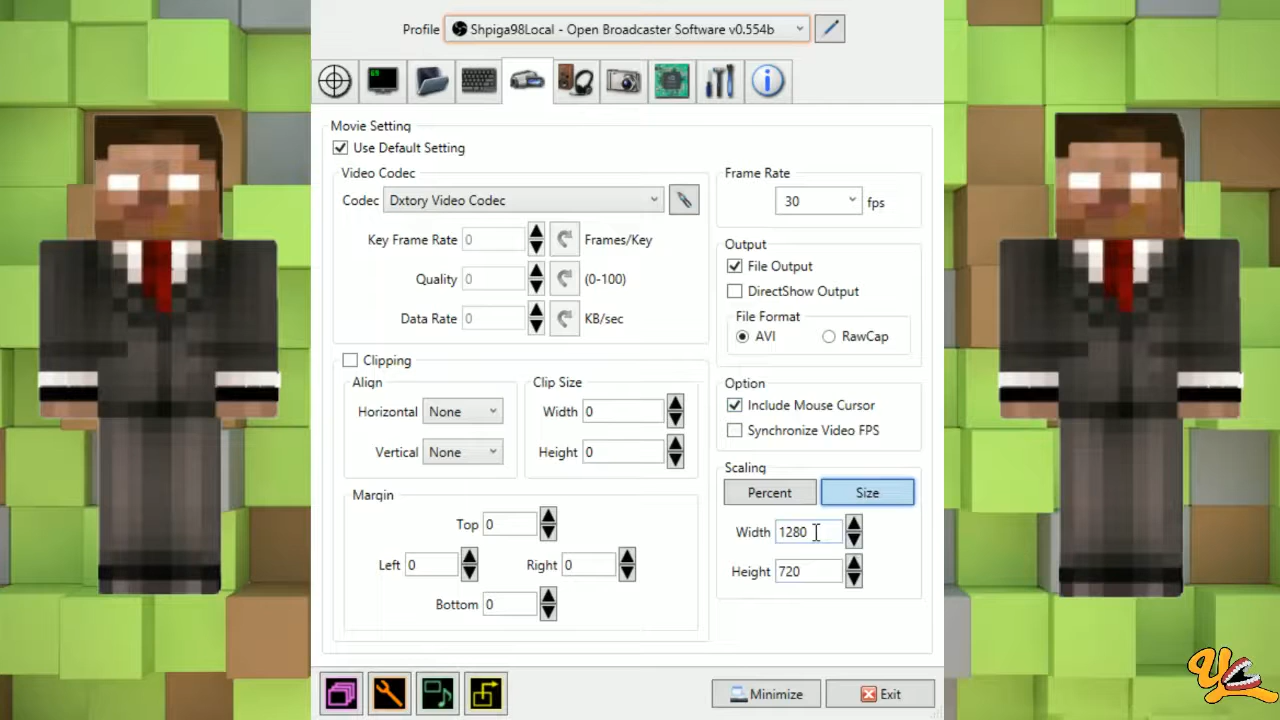 Profile Shpiga98Local - Open Broadcaster Software v0.554b
Movie Setting
Use Default Setting
Video Codec
Codec Dxtory Video Codec
Key Frame Rate 0 Frames/Key
Quality 0 (0-100)
Data Rate 0 KB/sec
Frame Rate
30 fps
Output
File Output
DirectShow Output
File Format
AVI RawCap
Clipping
Align
Horizontal None
Vertical None
Clip Size
Width 0
Height 0
Option
Include Mouse Cursor
Synchronize Video FPS
Margin
Top 0
Left 0 Right 0
Bottom 0
Scaling
Percent Size
Width 1280
Height 720
Minimize Exit